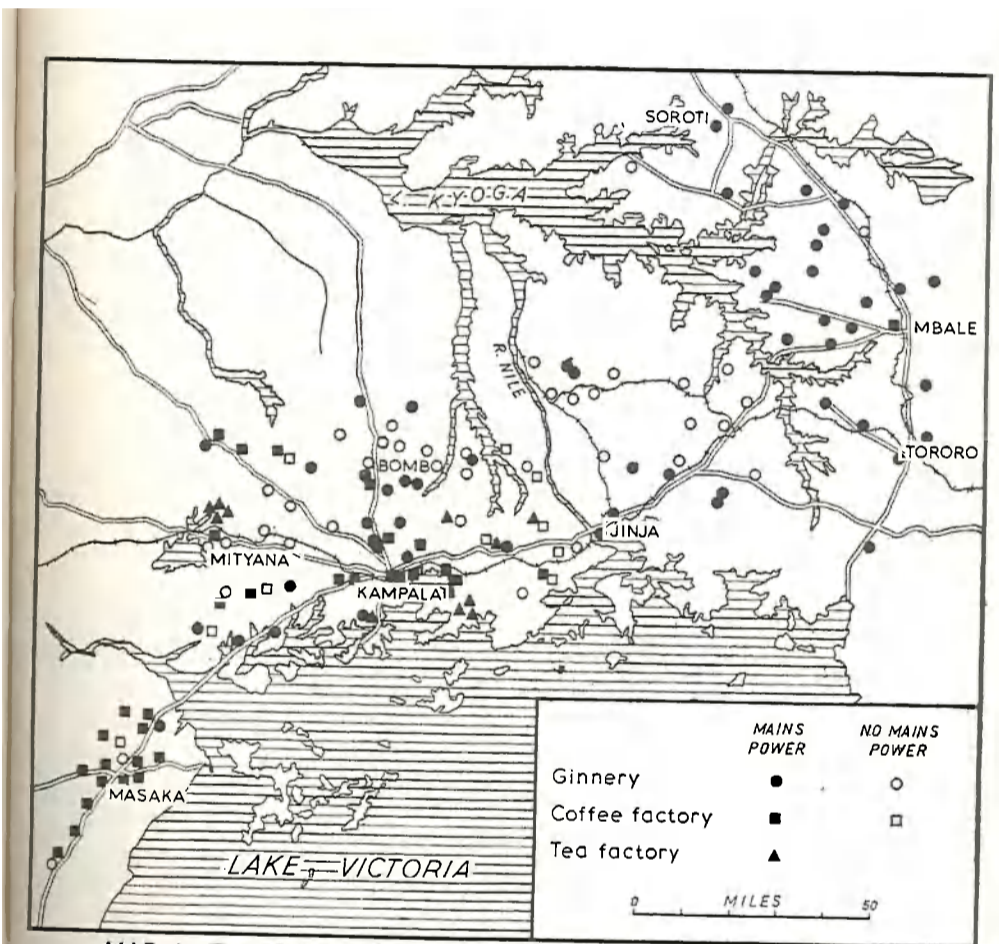 SOROTI
K-Y-O-G-A
MBALE
R. NILE
BOMBO
TORORO
JINJA
MITYANA
KAMPALA
MASAKA
LAKE VICTORIA
MAINS POWER
NO MAINS POWER
Ginnery
Coffee factory
Tea factory
MILES
0 50